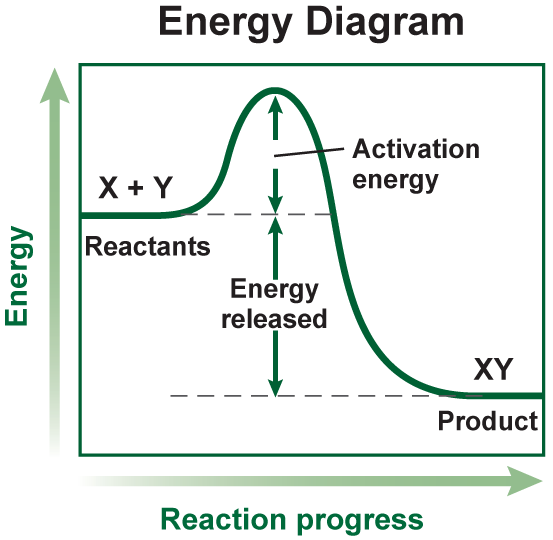 Energy Diagram
Activation
energy
X + Y
Reactants
Energy
released
XY
Product
Energy
Reaction progress